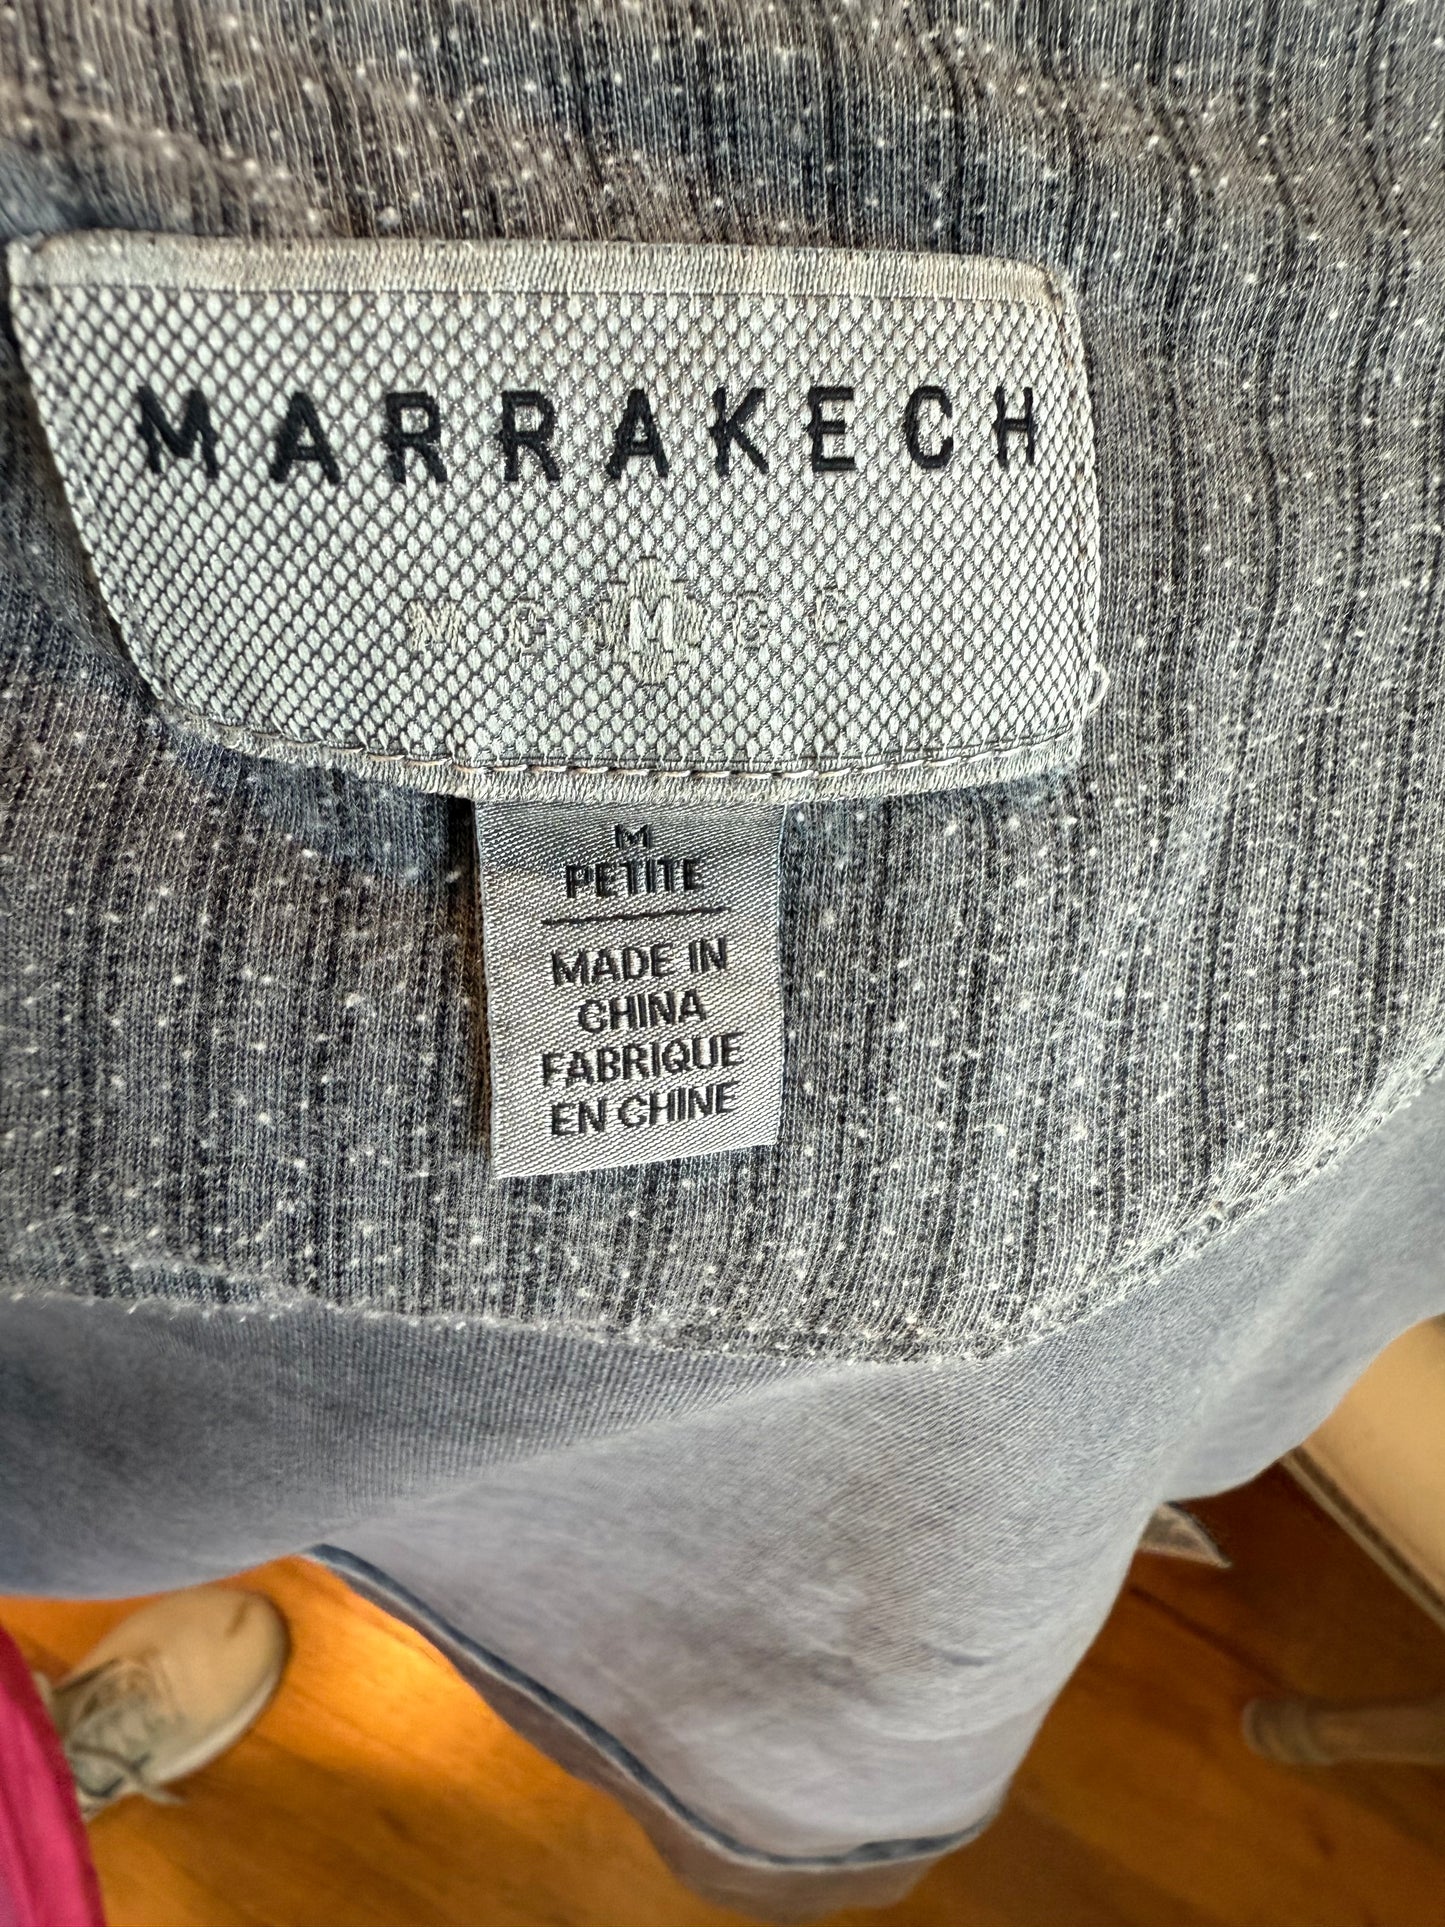 MARRAKECH
M
M
PETITE
MADE IN
CHINA
FABRIQUE
EN CHINE